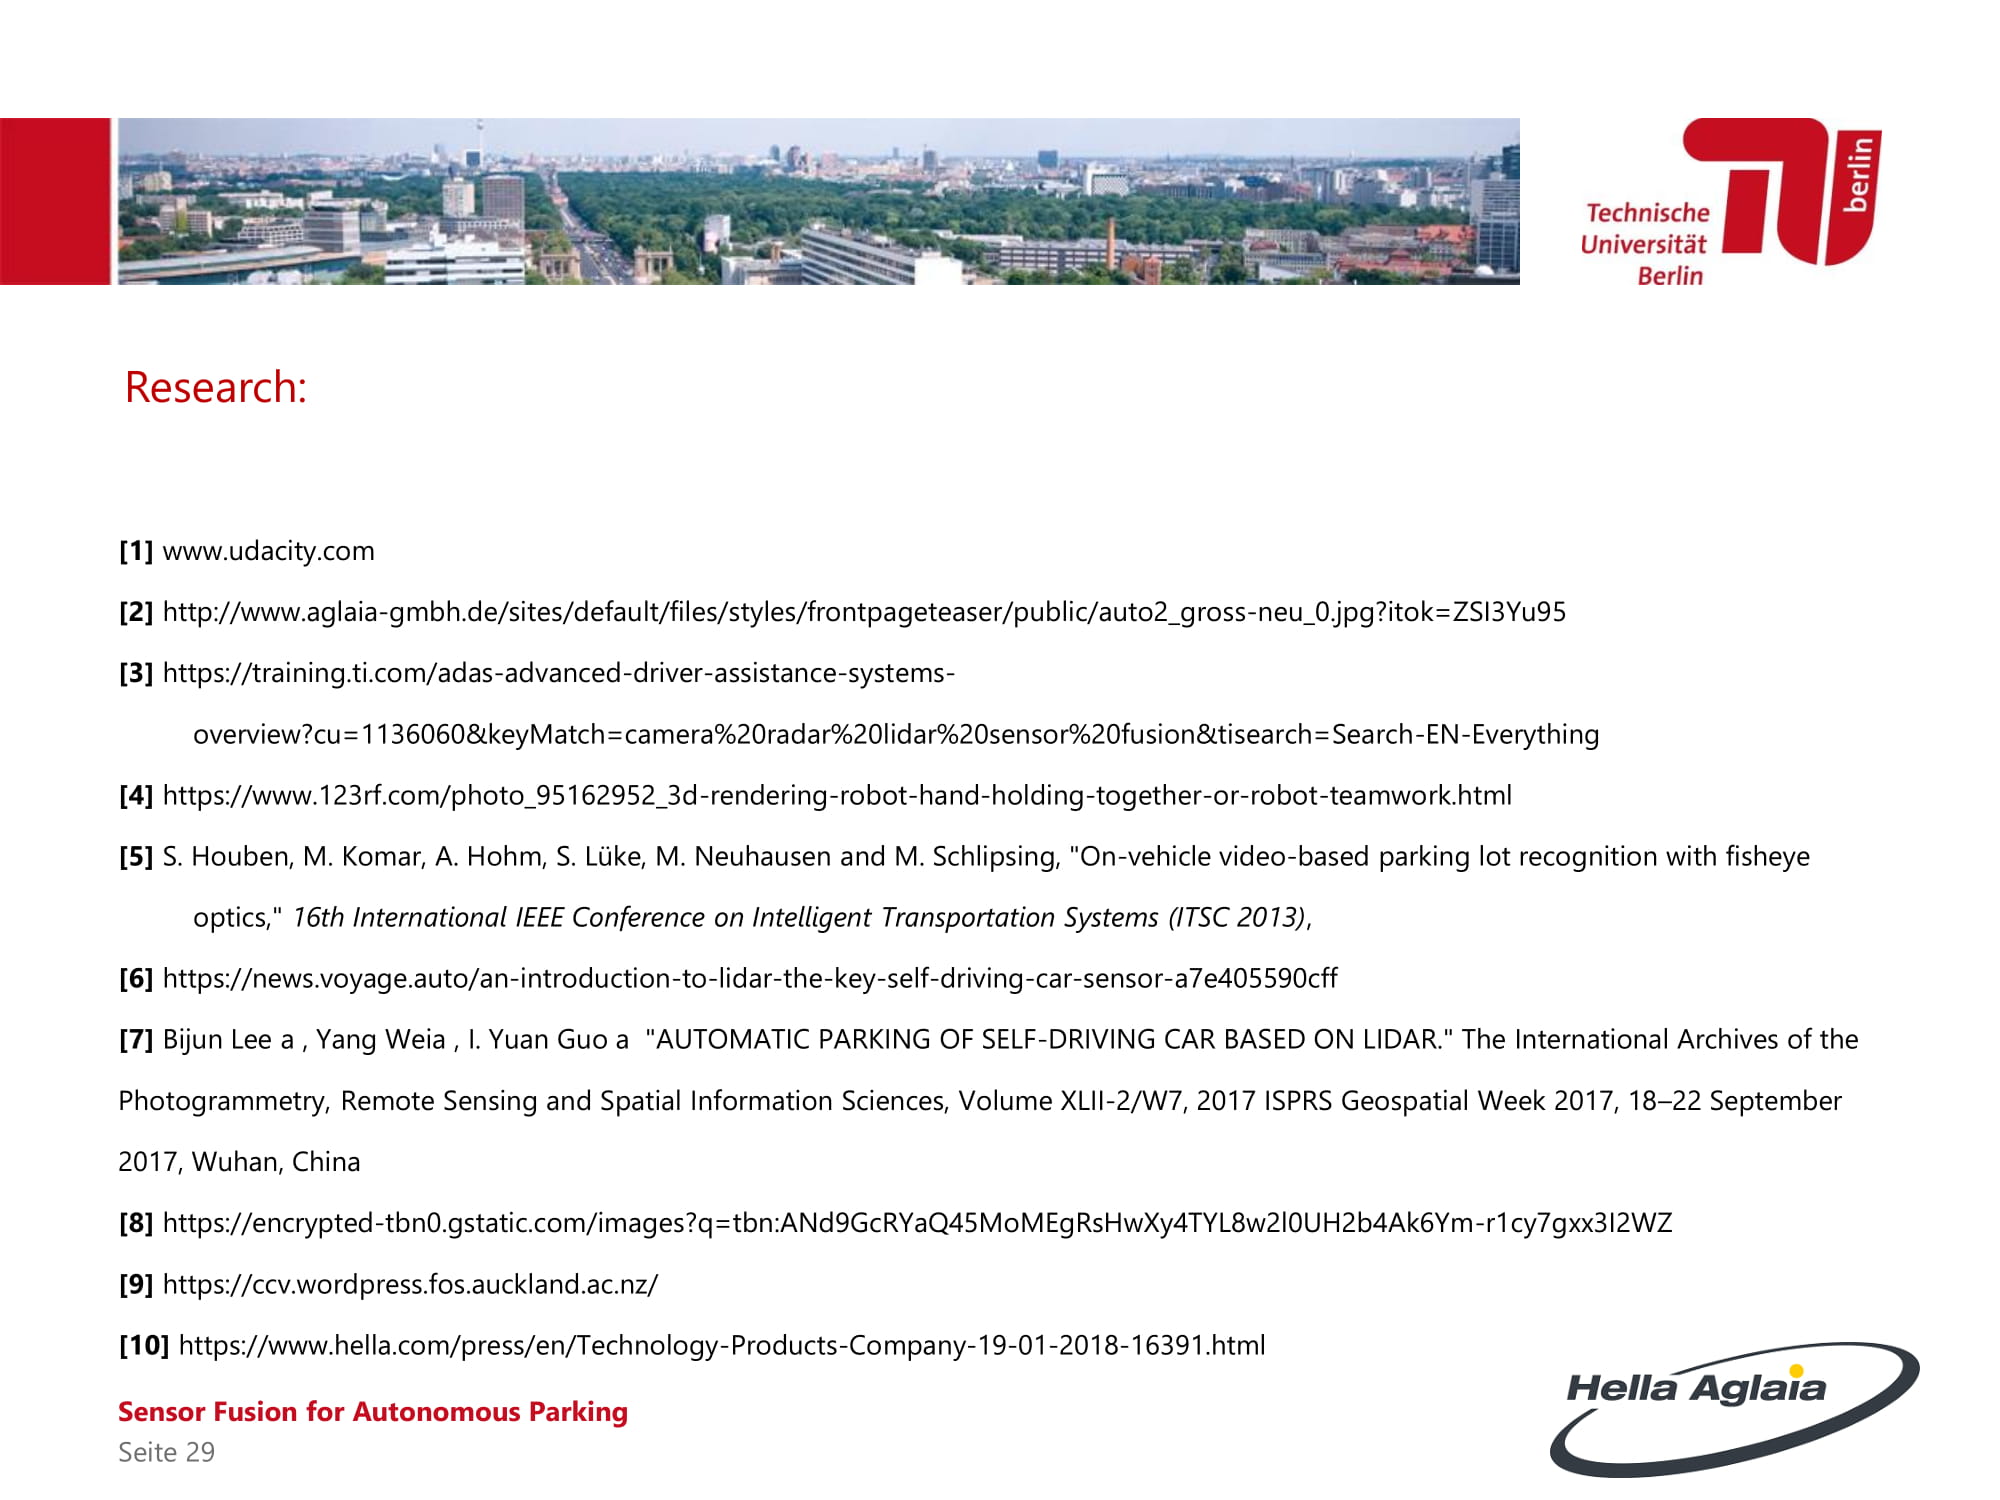 berlin
Technische
Universität
Berlin
Research:
[1] www.udacity.com
[2] http://www.aglaia-gmbh.de/sites/default/files/styles/frontpageteaser/public/auto2_gross-neu_0.jpg?itok=ZSI3Yu95
[3] https://training.ti.com/adas-advanced-driver-assistance-systems-
overview?cu=1136060&keyMatch=camera%20radar%20lidar%20sensor%20fusion&tisearch=Search-EN-Everything
[4] https://www.123rf.com/photo_95162952_3d-rendering-robot-hand-holding-together-or-robot-teamwork.html
[5] S. Houben, M. Komar, A. Hohm, S. Lüke, M. Neuhausen and M. Schlipsing, "On-vehicle video-based parking lot recognition with fisheye
optics," 16th International IEEE Conference on Intelligent Transportation Systems (ITSC 2013),
[6] https://news.voyage.auto/an-introduction-to-lidar-the-key-self-driving-car-sensor-a7e405590cff
[7] Bijun Lee a , Yang Weia , I. Yuan Guo a  "AUTOMATIC PARKING OF SELF-DRIVING CAR BASED ON LIDAR." The International Archives of the
Photogrammetry, Remote Sensing and Spatial Information Sciences, Volume XLII-2/W7, 2017 ISPRS Geospatial Week 2017, 18–22 September
2017, Wuhan, China
[8] https://encrypted-tbn0.gstatic.com/images?q=tbn:ANd9GcRYaQ45MoMEgRsHwXy4TYL8w2l0UH2b4Ak6Ym-r1cy7gxx3I2WZ
[9] https://ccv.wordpress.fos.auckland.ac.nz/
[10] https://www.hella.com/press/en/Technology-Products-Company-19-01-2018-16391.html
Hella Aglaia
Sensor Fusion for Autonomous Parking
Seite 29